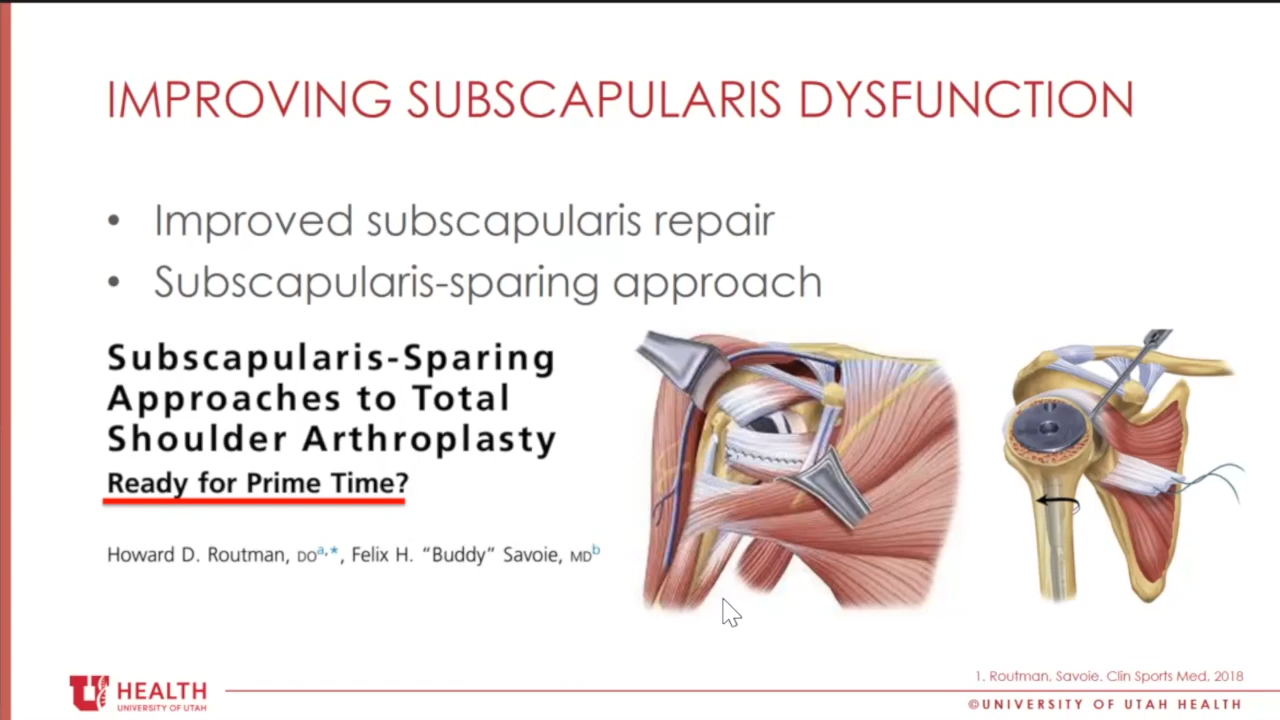 IMPROVING SUBSCAPULARIS DYSFUNCTION
• Improved subscapularis repair
• Subscapularis-sparing approach
Subscapularis-Sparing
Approaches to Total
Shoulder Arthroplasty
Ready for Prime Time?
Howard D. Routman, DOa,*, Felix H. “Buddy” Savoie, MDb
1. Routman, Savoie. Clin Sports Med, 2018
U HEALTH
UNIVERSITY OF UTAH
©UNIVERSITY OF UTAH HEALTH